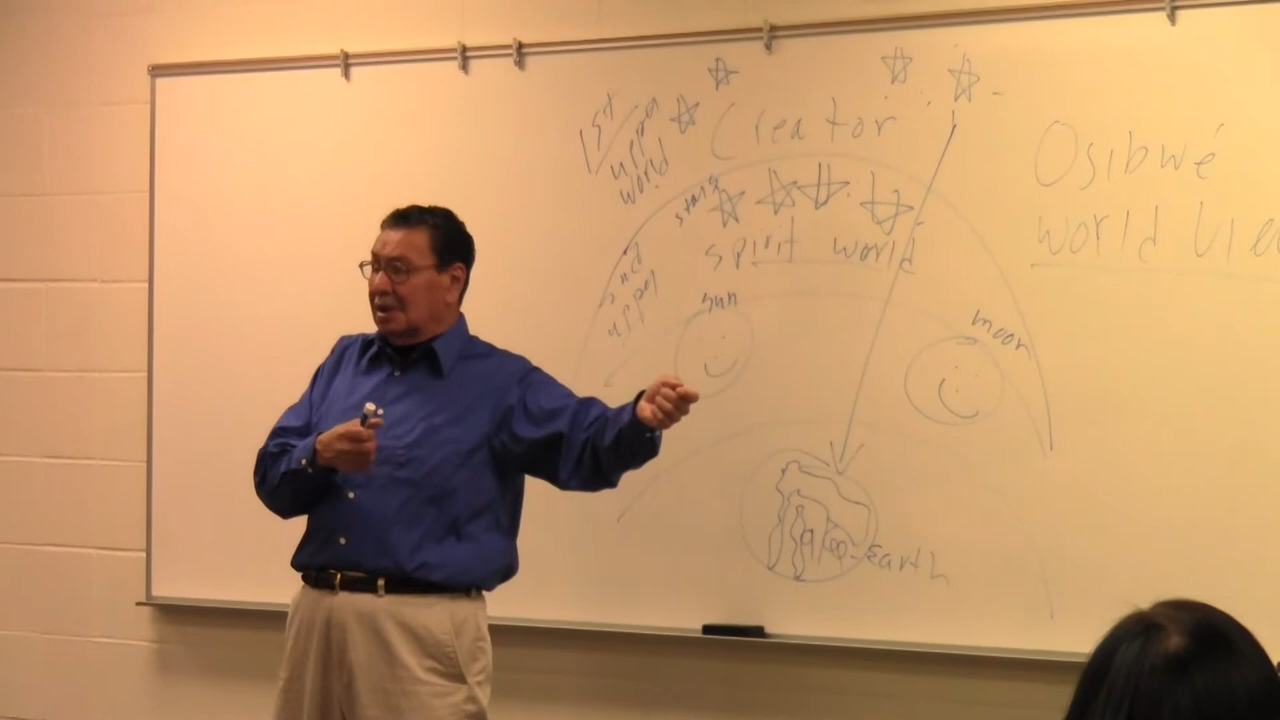 1st
upper
world
Creator
Osibwé
stars
world vie
spirit world
2nd
upper
sun
moon
Earth